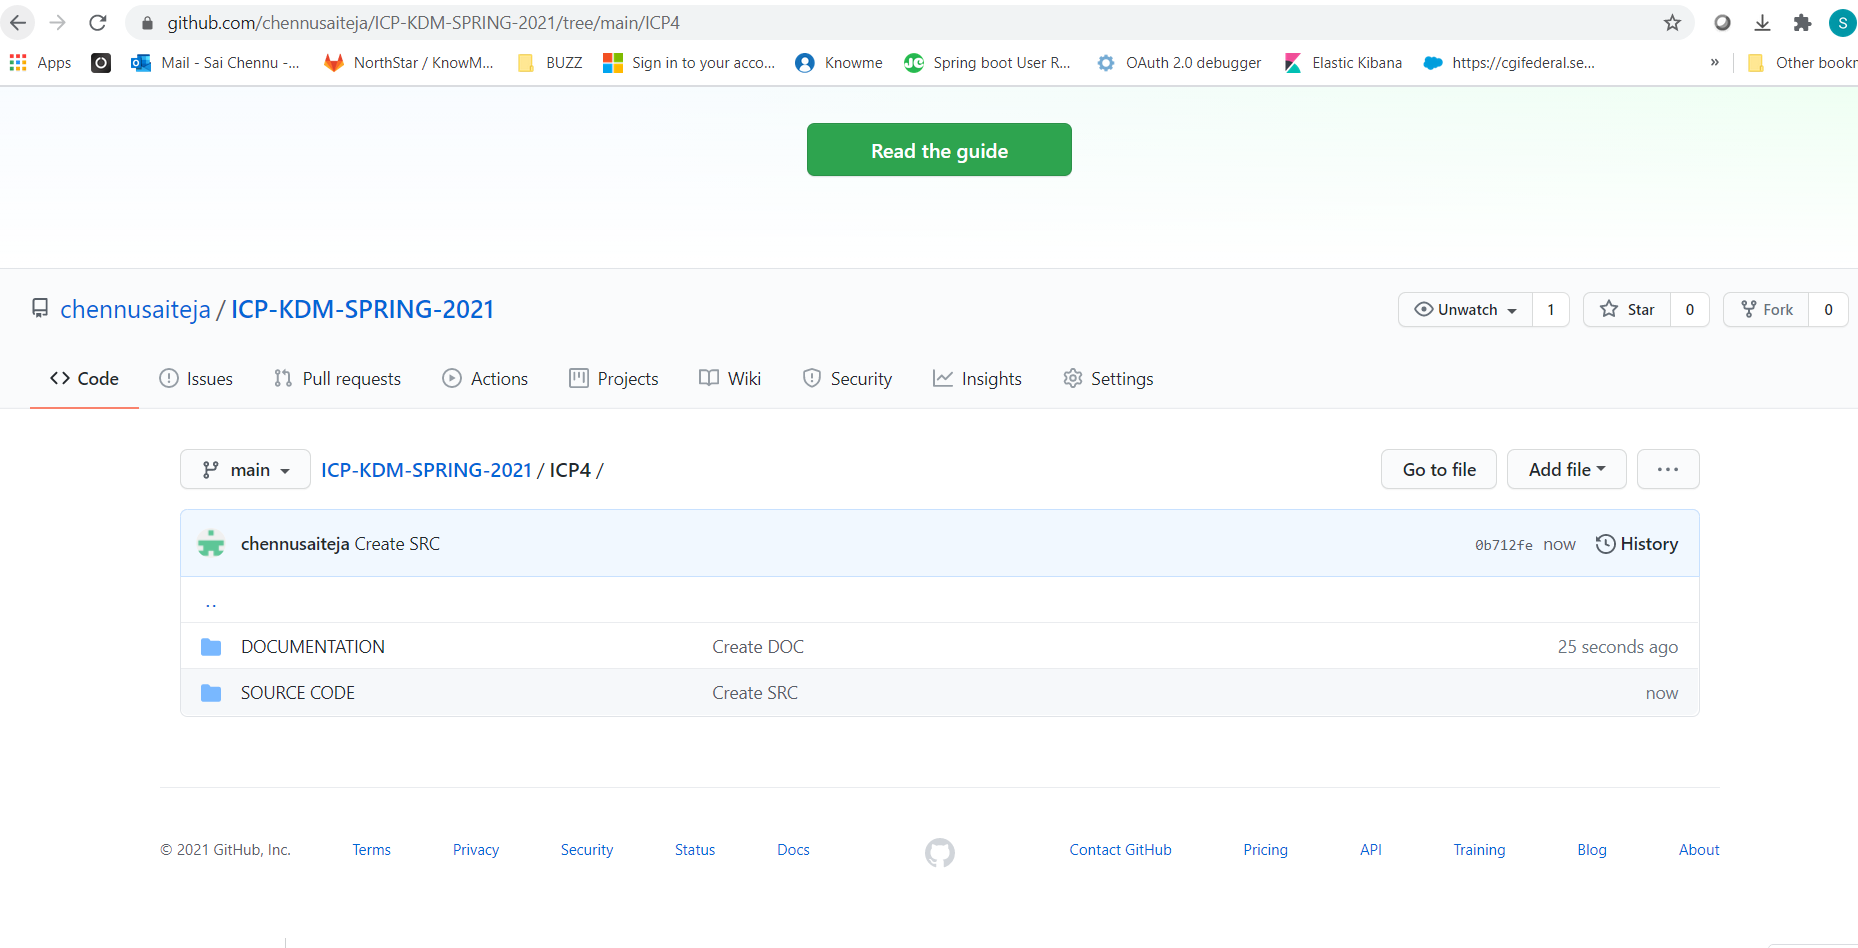 github.com/chennusaiteja/ICP-KDM-SPRING-2021/tree/main/ICP4
S
Apps Mail - Sai Chennu -... NorthStar / KnowM... BUZZ Sign in to your acco... Knowme Spring boot User R... OAuth 2.0 debugger Elastic Kibana https://cgifederal.se... » Other bookn
Read the guide
chennusaiteja / ICP-KDM-SPRING-2021 Unwatch 1 Star 0 Fork 0
Code Issues Pull requests Actions Projects Wiki Security Insights Settings
main ICP-KDM-SPRING-2021 / ICP4 / Go to file Add file ...
chennusaiteja Create SRC 0b712fe now History
..
DOCUMENTATION Create DOC 25 seconds ago
SOURCE CODE Create SRC now
© 2021 GitHub, Inc. Terms Privacy Security Status Docs Contact GitHub Pricing API Training Blog About